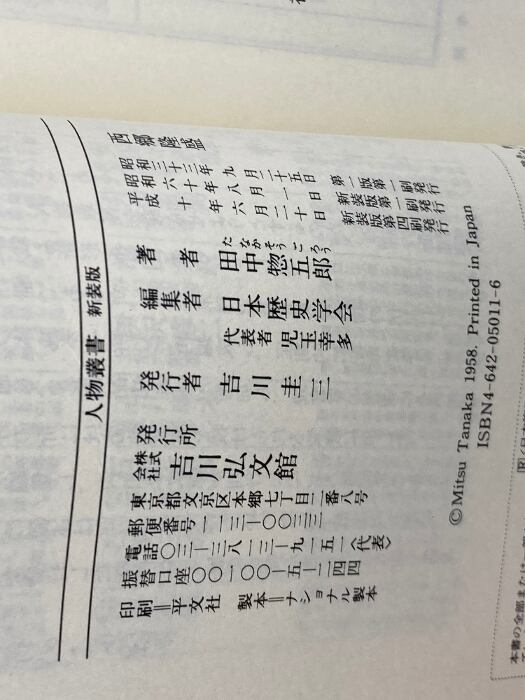 人物叢書 新装版
西郷隆盛
昭和三十三年九月二十五日 第一版第一刷発行
昭和六十年八月一日 新装版第一刷発行
平成十年六月二十日 新装版第四刷発行
著者 田中惣五郎
たなかそうごろう
編集者 日本歴史学会
代表者 児玉幸多
発行者 吉川圭三
発行所
株式会社 吉川弘文館
東京都文京区本郷七丁目二番八号
郵便番号一一三―〇〇三三
電話〇三―三八一三―九一五一〈代表〉
振替口座〇〇一〇〇―五―二四四
印刷=平文社 製本=ナショナル製本
©Mitsu Tanaka 1958. Printed in Japan
ISBN4-642-05011-6